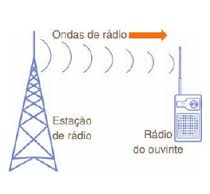 Ondas de rádio
Estação
de rádio
Rádio
do ouvinte